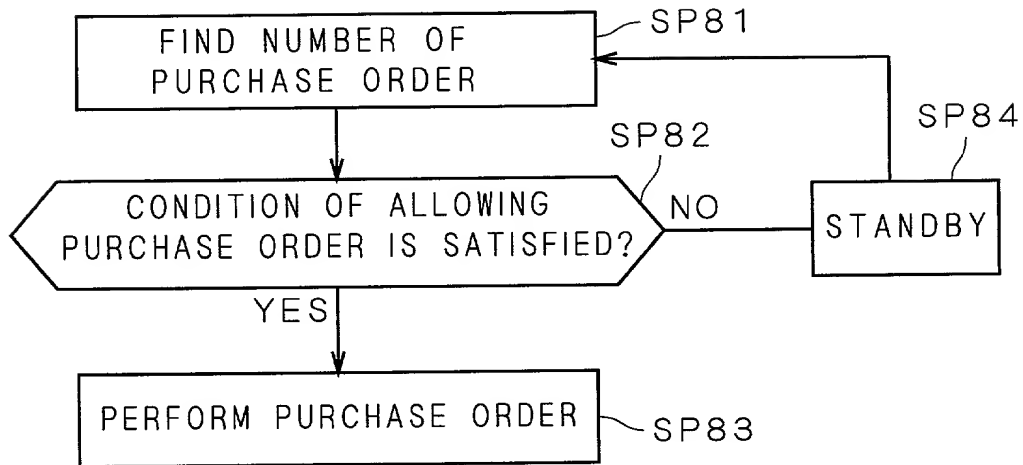 FIND NUMBER OF
PURCHASE ORDER
SP81
CONDITION OF ALLOWING
PURCHASE ORDER IS SATISFIED?
SP82
NO
STANDBY
SP84
YES
PERFORM PURCHASE ORDER
SP83